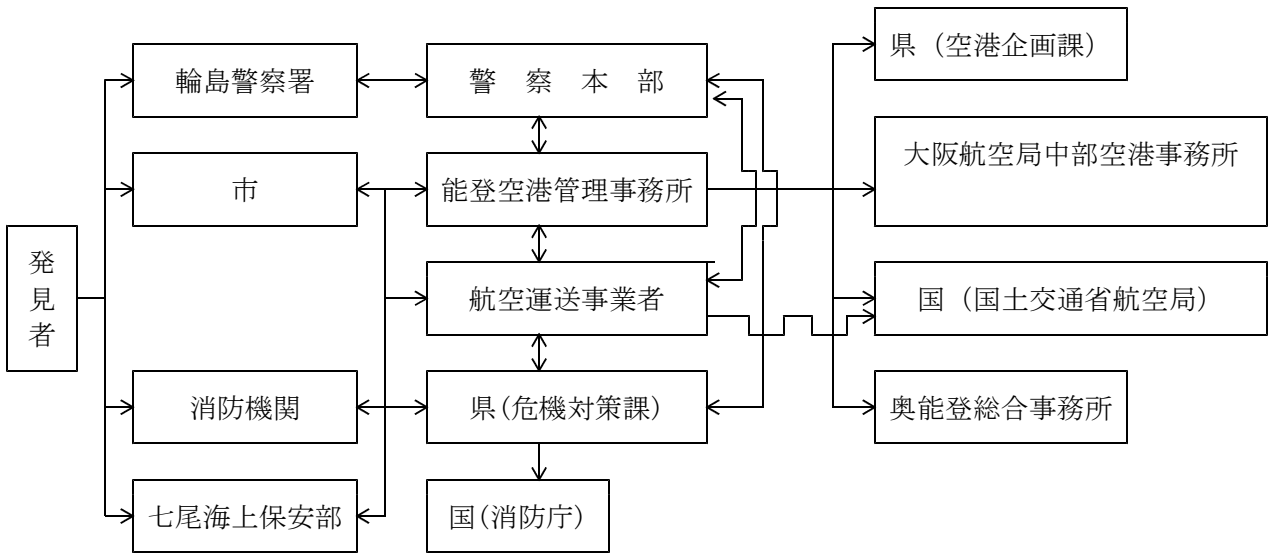 発見者
輪島警察署
市
消防機関
七尾海上保安部
警　察　本　部
能登空港管理事務所
航空運送事業者
県(危機対策課)
国(消防庁)
県（空港企画課）
大阪航空局中部空港事務所
国（国土交通省航空局）
奥能登総合事務所